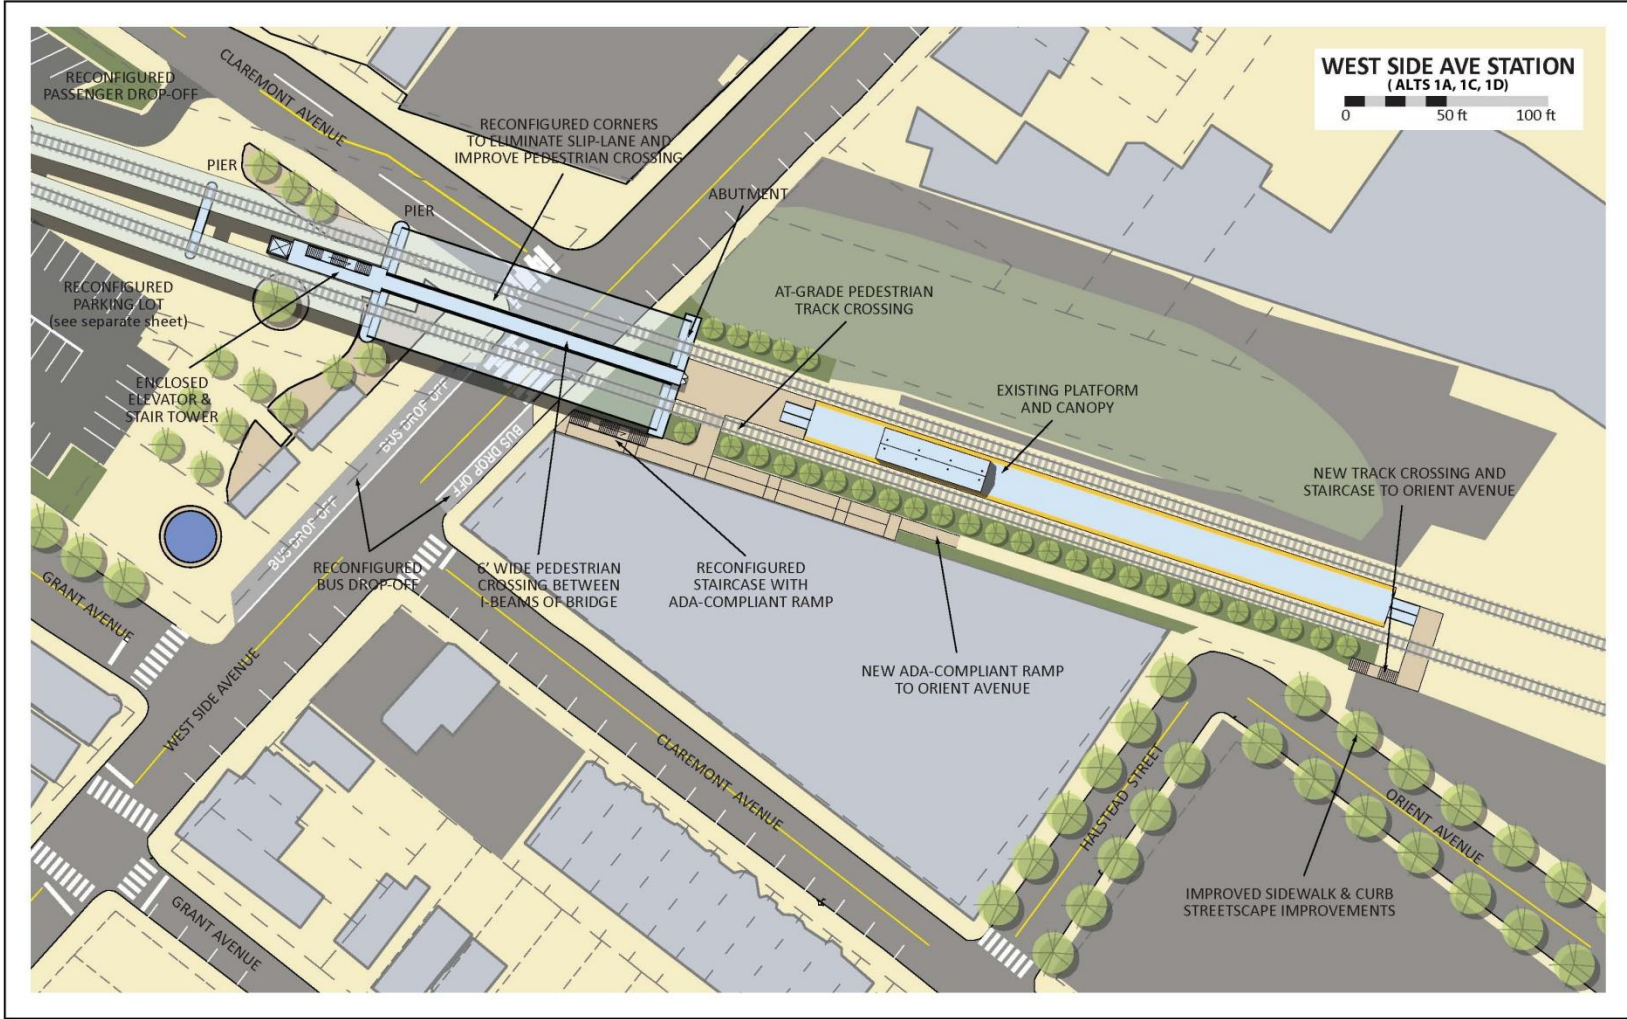 WEST SIDE AVE STATION
( ALTS 1A, 1C, 1D)
0 50 ft 100 ft
CLAREMONT AVENUE
RECONFIGURED
PASSENGER DROP-OFF
RECONFIGURED CORNERS
TO ELIMINATE SLIP-LANE AND
IMPROVE PEDESTRIAN CROSSING
PIER
PIER
ABUTMENT
RECONFIGURED
PARKING LOT
(see separate sheet)
AT-GRADE PEDESTRIAN
TRACK CROSSING
ENCLOSED
ELEVATOR &
STAIR TOWER
EXISTING PLATFORM
AND CANOPY
BUS DROP OFF
BUS DROP OFF
BUS DROP OFF
NEW TRACK CROSSING AND
STAIRCASE TO ORIENT AVENUE
RECONFIGURED
BUS DROP-OFF
6' WIDE PEDESTRIAN
CROSSING BETWEEN
I-BEAMS OF BRIDGE
RECONFIGURED
STAIRCASE WITH
ADA-COMPLIANT RAMP
GRANT AVENUE
WEST SIDE AVENUE
NEW ADA-COMPLIANT RAMP
TO ORIENT AVENUE
CLAREMONT AVENUE
HALSTEAD STREET
ORIENT AVENUE
IMPROVED SIDEWALK & CURB
STREETSCAPE IMPROVEMENTS
GRANT AVENUE